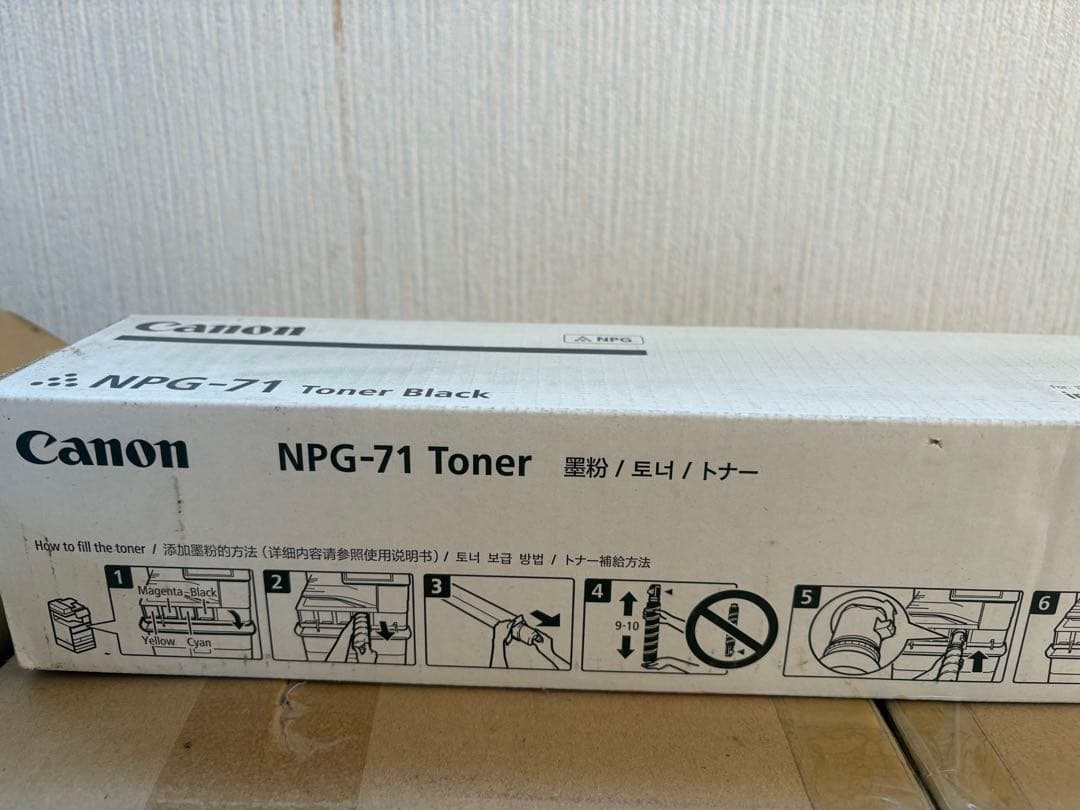 Canon
NPG
NPG-71 Toner Black
Canon NPG-71 Toner 墨粉 / 토너 / トナー
How to fill the toner / 添加墨粉的方法 (详细内容请参照使用说明书) / 토너 보급 방법 / トナー補給方法
1
Magenta Black
Yellow Cyan
2
3
4
9-10
5
6